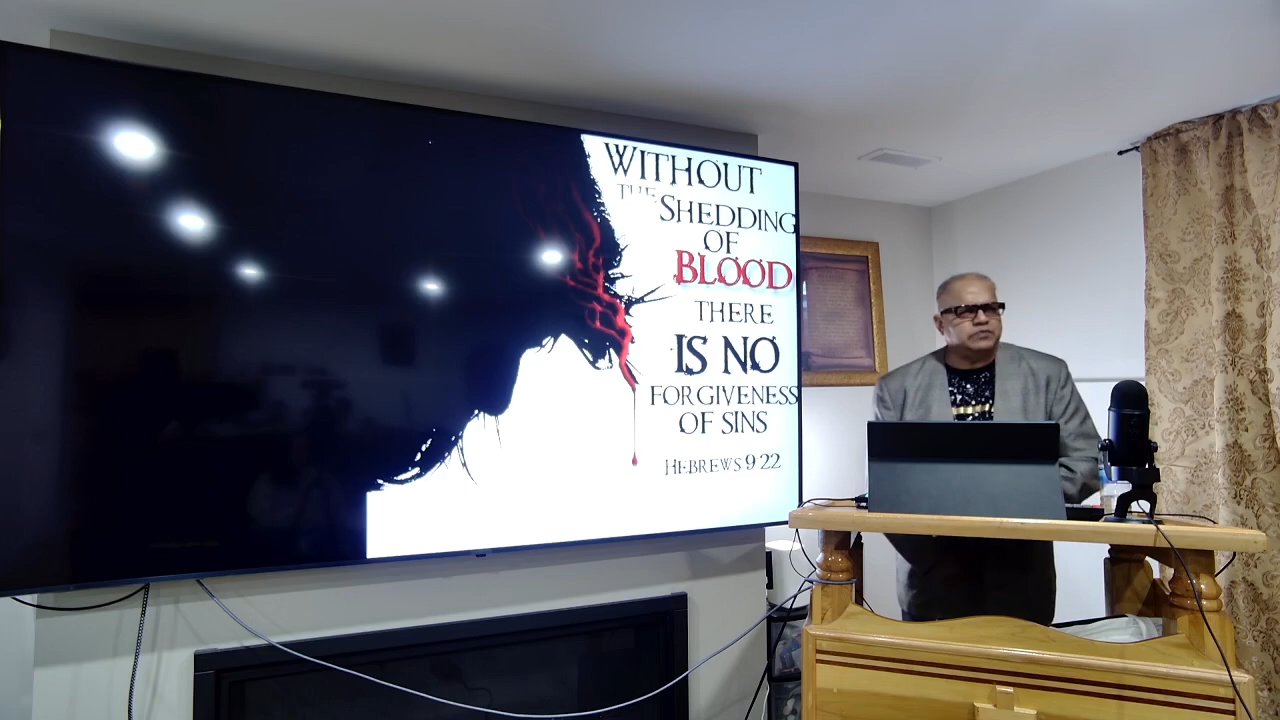 WITHOUT
THE SHEDDING
OF
BLOOD
THERE
IS NO
FORGIVENESS
OF SINS
HEBREWS 9 22